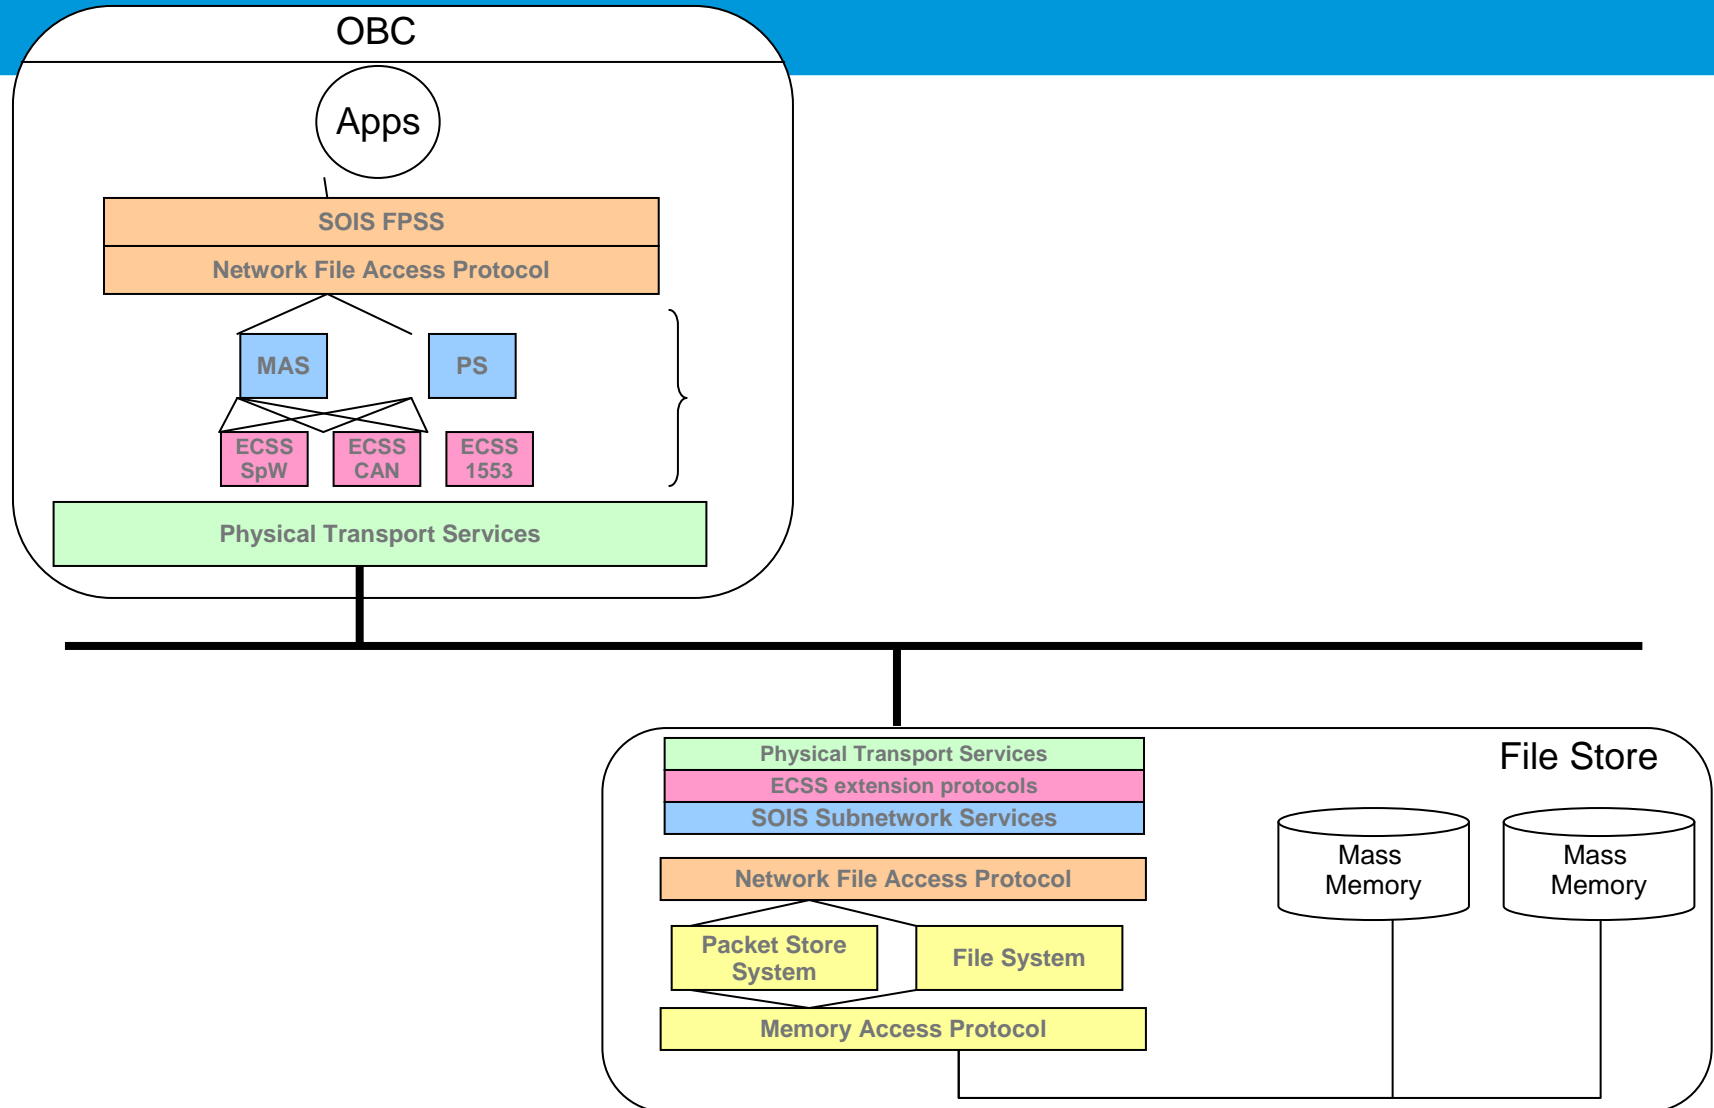 OBC
Apps
SOIS FPSS
Network File Access Protocol
MAS
PS
ECSS
SpW
ECSS
CAN
ECSS
1553
Physical Transport Services
File Store
Physical Transport Services
ECSS extension protocols
SOIS Subnetwork Services
Mass
Memory
Mass
Memory
Network File Access Protocol
Packet Store
System
File System
Memory Access Protocol